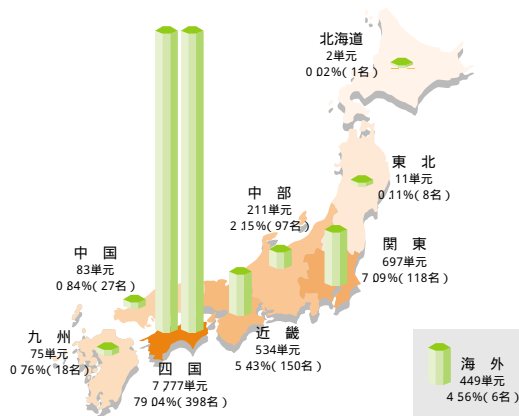 北海道
2単元
0.02%(1名)
東 北
11単元
0.11%(8名)
中 部
211単元
2.15%(97名)
関 東
697単元
7.09%(118名)
中 国
83単元
0.84%(27名)
九 州
75単元
0.76%(18名)
四 国
7,777単元
79.04%(398名)
近 畿
534単元
5.43%(150名)
海 外
449単元
4.56%(6名)